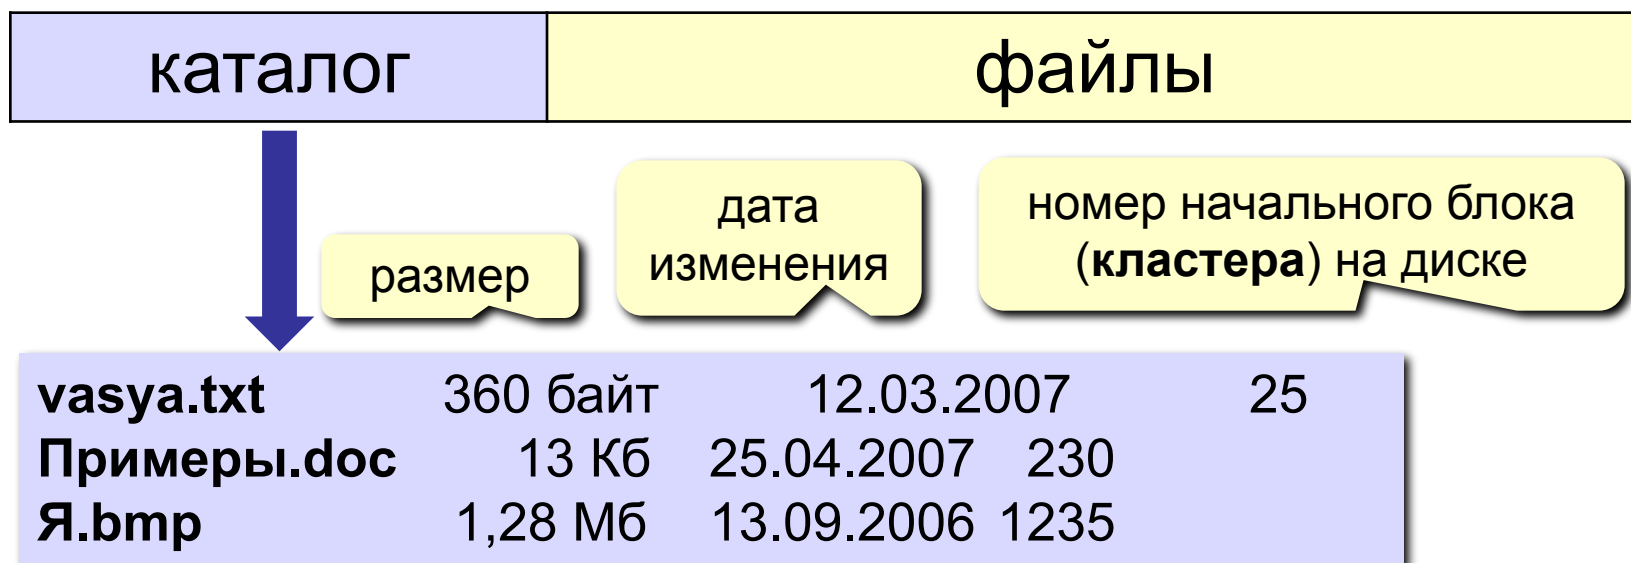 каталог файлы
размер
дата
изменения
номер начального блока
(кластера) на диске
vasya.txt 360 байт 12.03.2007 25
Примеры.doc 13 Кб 25.04.2007 230
Я.bmp 1,28 Мб 13.09.2006 1235